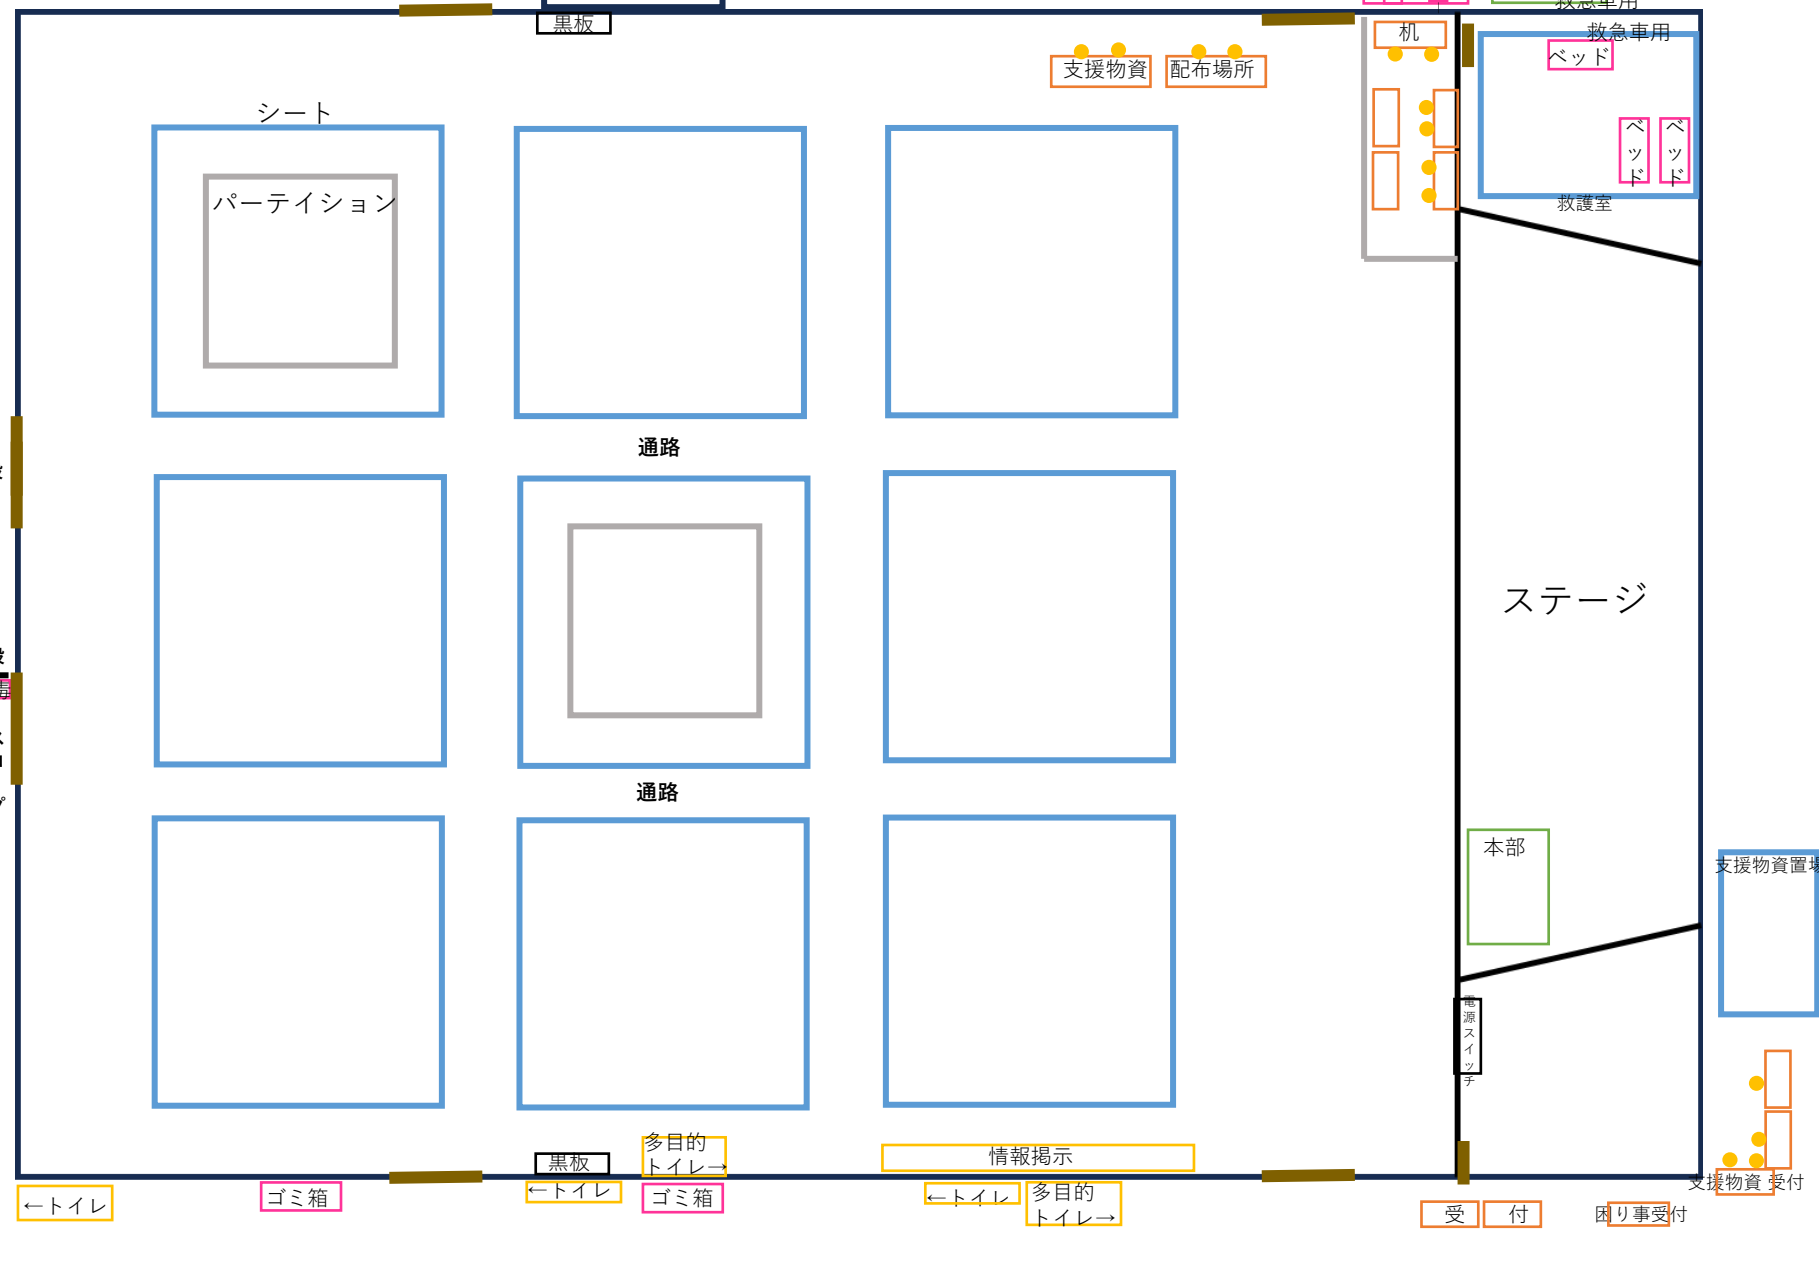 救急車用
黒板
救急車用
机
ベッド
支援物資
配布場所
シート
ベッド
ベッド
パーテイション
救護室
通路
ステージ
通路
本部
支援物資置場
電源スイッチ
多目的
トイレ→
黒板
情報掲示
←トイレ
ゴミ箱
←トイレ
ゴミ箱
←トイレ
多目的
トイレ→
支援物資 受付
受
付
困り事受付